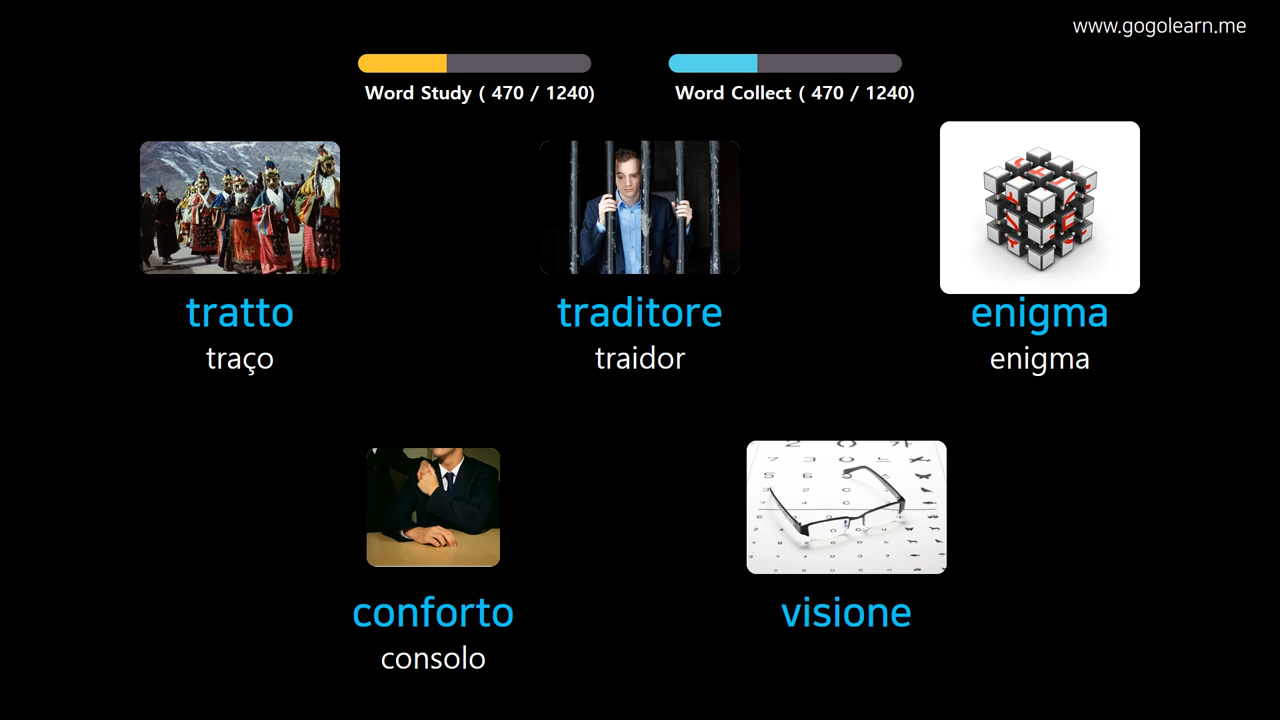 www.gogolearn.me
Word Study ( 470 / 1240)
Word Collect ( 470 / 1240)
tratto
traço
traditore
traidor
enigma
enigma
conforto
consolo
visione